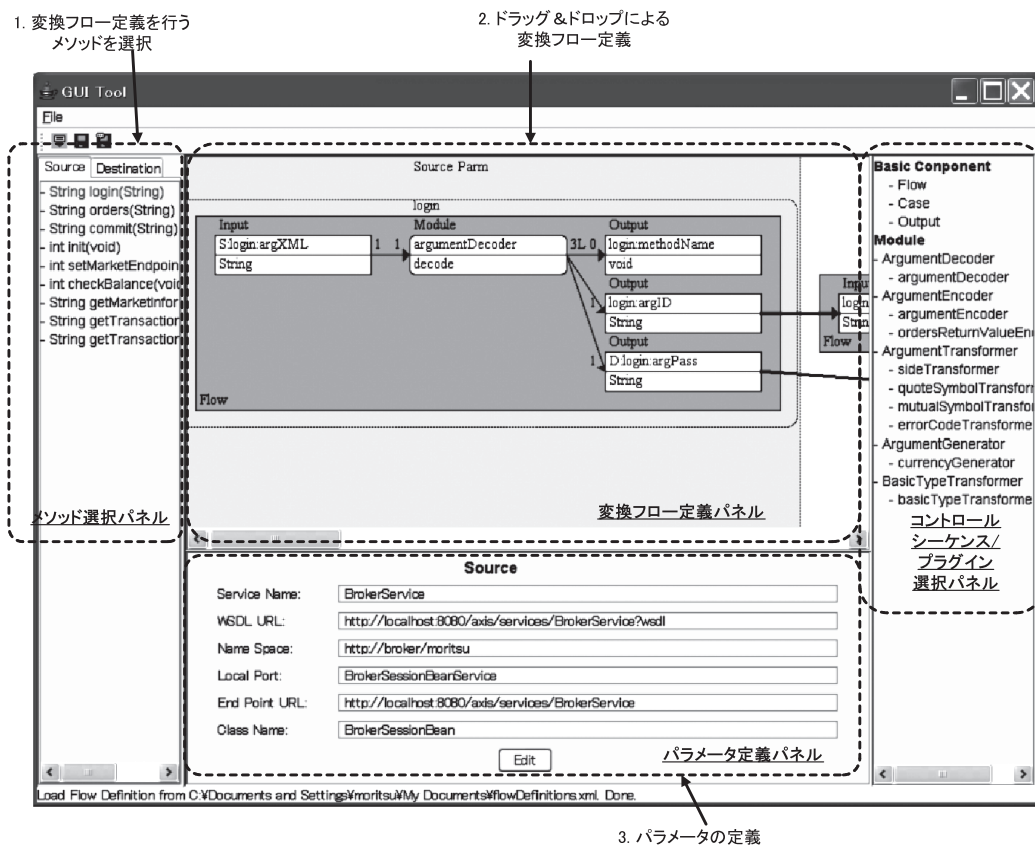 1. 変換フロー定義を行う
メソッドを選択
2. ドラッグ&ドロップによる
変換フロー定義
GUI Tool
File
Source Destination
- String login(String)
- String orders(String)
- String commit(String)
- int init(void)
- int setMarketEndpoin
- int checkBalance(void
- String getMarketInfor
- String getTransaction
- String getTransaction
メソッド選択パネル
Source Parm
login
Input
S:login:argXML
String
1 1
Module
argumentDecoder
decode
3L 0
Output
login:methodName
void
Output
1 login:argID
String
Output
1 D:login:argPass
String
Flow
Inpu
login
Strin
Flow
変換フロー定義パネル
Basic Conponent
- Flow
- Case
- Output
Module
- ArgumentDecoder
- argumentDecoder
- ArgumentEncoder
- argumentEncoder
- ordersReturnValueEn
- ArgumentTransformer
- sideTransformer
- quoteSymbolTransforr
- mutualSymbolTransfor
- errorCodeTransforme
- ArgumentGenerator
- currencyGenerator
- BasicTypeTransformer
- basicTypeTransforme
コントロール
シーケンス/
プラグイン
選択パネル
Source
Service Name: BrokerService
WSDL URL: http://localhost:8080/axis/services/BrokerService?wsdl
Name Space: http://broker/moritsu
Local Port: BrokerSessionBeanService
End Point URL: http://localhost:8080/axis/services/BrokerService
Class Name: BrokerSessionBean
Edit
パラメータ定義パネル
Load Flow Definition from C:¥Documents and Settings¥moritsu¥My Documents¥flowDefinitions.xml. Done.
3. パラメータの定義